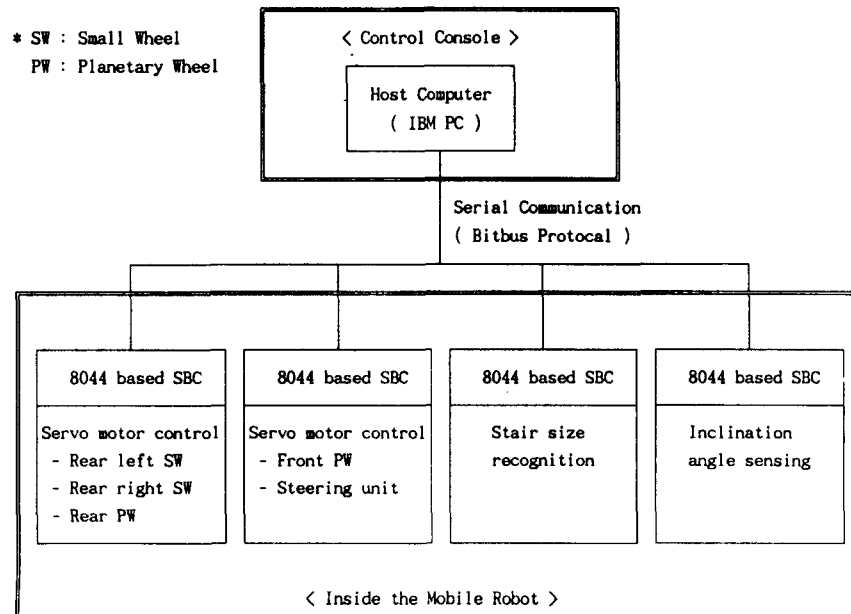 * SW : Small Wheel
PW : Planetary Wheel
< Control Console >
Host Computer
( IBM PC )
Serial Communication
( Bitbus Protocal )
8044 based SBC
Servo motor control
- Rear left SW
- Rear right SW
- Rear PW
8044 based SBC
Servo motor control
- Front PW
- Steering unit
8044 based SBC
Stair size
recognition
8044 based SBC
Inclination
angle sensing
< Inside the Mobile Robot >